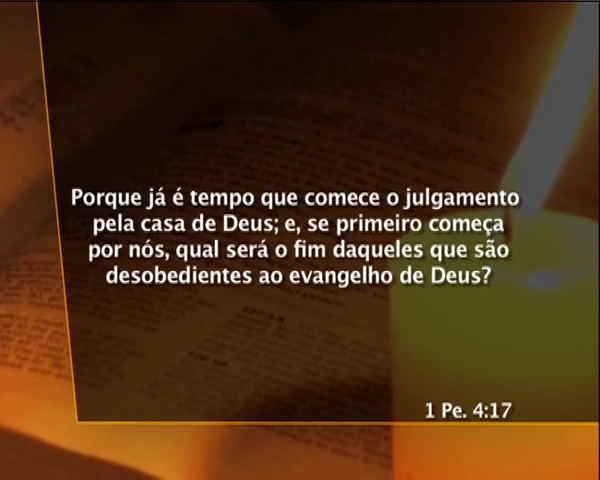 Porque já é tempo que comece o julgamento
pela casa de Deus; e, se primeiro começa
por nós, qual será o fim daqueles que são
desobedientes ao evangelho de Deus?
1 Pe. 4:17